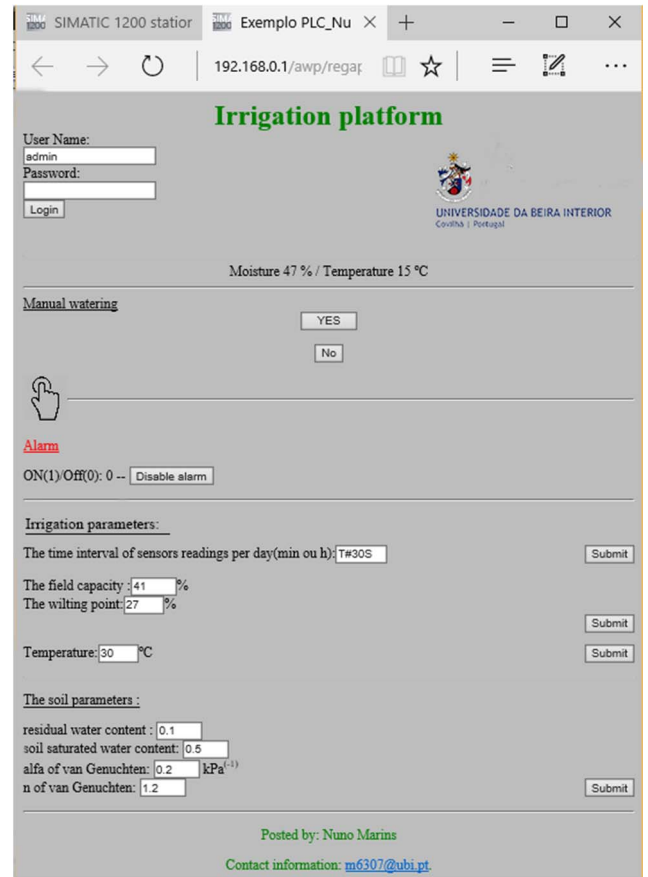 SIMATIC 1200 station
Exemplo PLC_Nu
192.168.0.1/awp/regap
Irrigation platform
User Name:
admin
Password:
Login
UNIVERSIDADE DA BEIRA INTERIOR
Covilhã | Portugal
Moisture 47 % / Temperature 15 ºC
Manual watering
YES
No
Alarm
ON(1)/Off(0): 0 -- Disable alarm
Irrigation parameters:
The time interval of sensors readings per day(min ou h): T#30S Submit
The field capacity : 41 %
The wilting point: 27 %
Submit
Temperature: 30 ºC Submit
The soil parameters :
residual water content : 0.1
soil saturated water content: 0.5
alfa of van Genuchten: 0.2 kPa(-1)
n of van Genuchten: 1.2 Submit
Posted by: Nuno Marins
Contact information: m6307@ubi.pt.